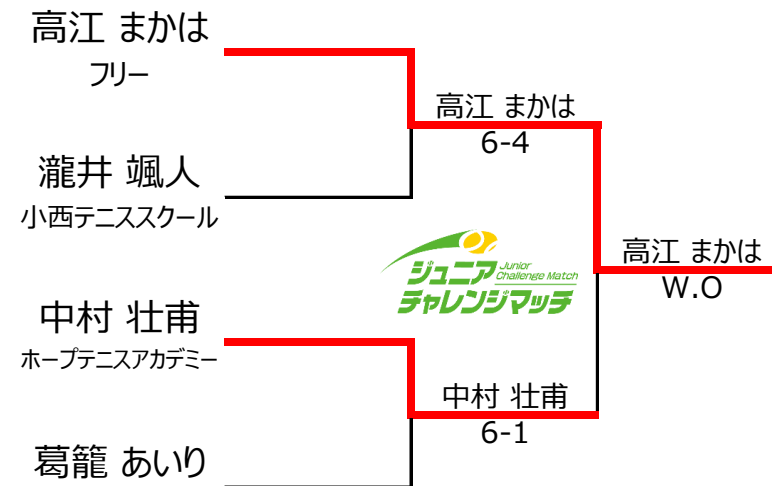 高江 まかは
フリー
高江 まかは
6-4
瀧井 颯人
小西テニススクール
ジュニア Junior Challenge Match
チャレンジマッチ
高江 まかは
W.O
中村 壮甫
ホープテニスアカデミー
中村 壮甫
6-1
葛籠 あいり